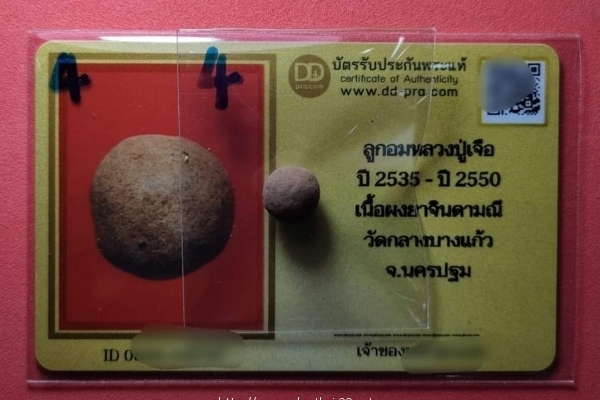 4 4
DD
pro.com
บัตรรับประกันพระแท้
certificate of Authenticity
www.dd-pro.com
ลูกอมหลวงปู่เจือ
ปี 2535 - ปี 2550
เนื้อผงยาจินดามณี
วัดกลางบางแก้ว
จ.นครปฐม
ID
เจ้าของ